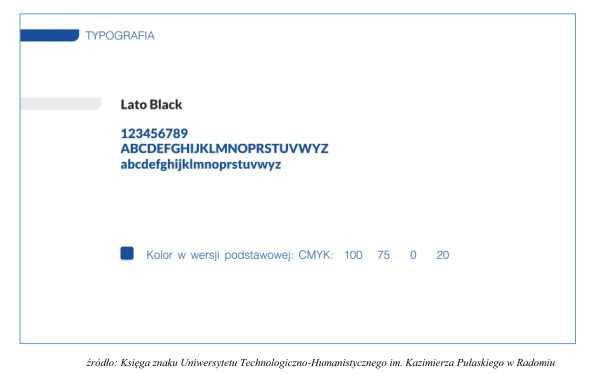 TYPOGRAFIA
Lato Black
123456789
ABCDEFGHIJKLMNOPRSTUVWYZ
abcdefghijklmnoprstuvwyz
Kolor w wersji podstawowej: CMYK: 100 75 0 20
źródło: Księga znaku Uniwersytetu Technologiczno-Humanistycznego im. Kazimierza Pułaskiego w Radomiu